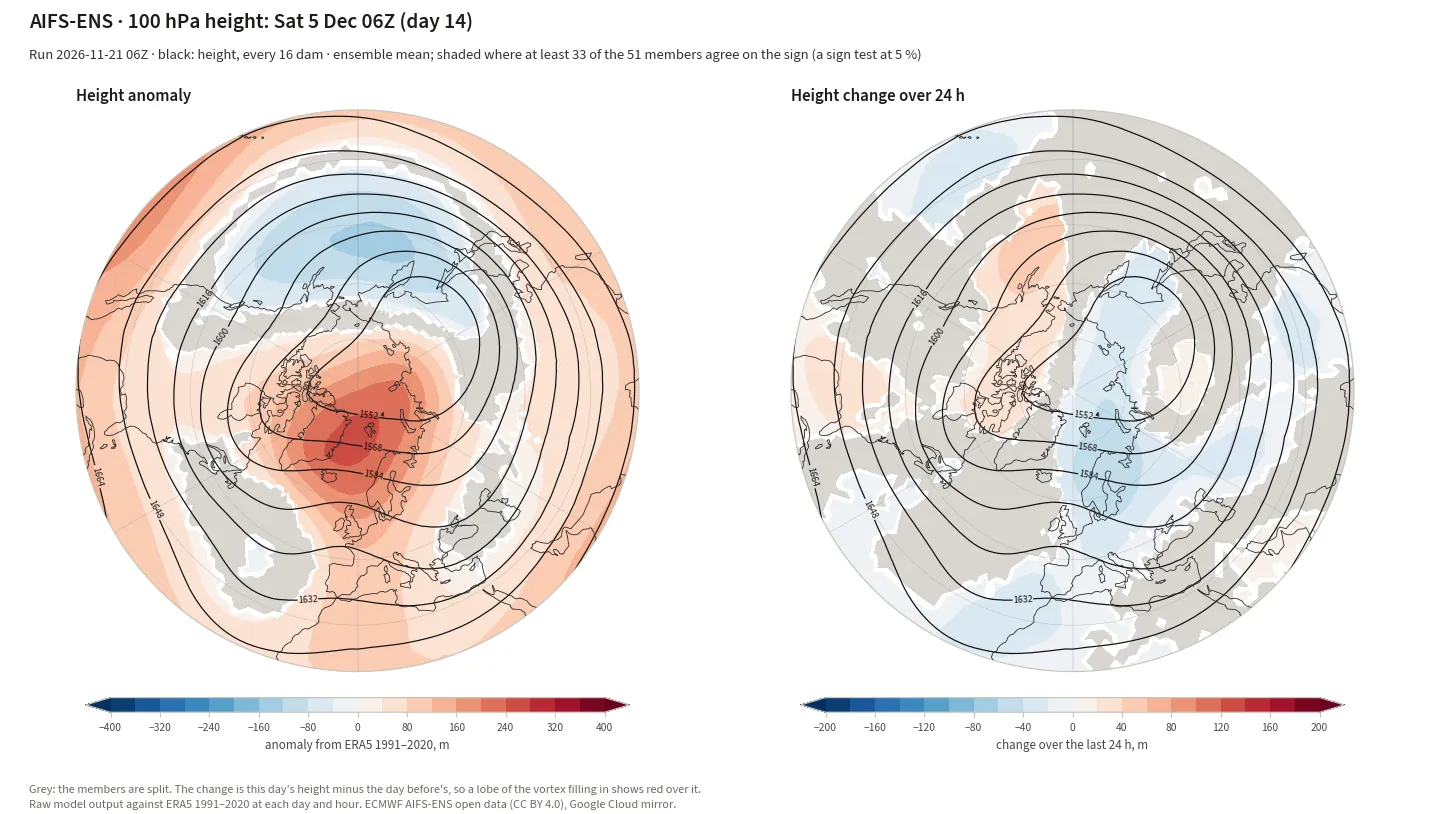 AIFS-ENS · 100 hPa height: Sat 5 Dec 06Z (day 14)
Run 2026-11-21 06Z · black: height, every 16 dam · ensemble mean; shaded where at least 33 of the 51 members agree on the sign (a sign test at 5 %)
Height anomaly
Height change over 24 h
1616
1600
1552
1568
1584
1664
1648
1632
1616
1600
1552
1568
1584
1664
1648
1632
−400 −320 −240 −160 −80 0 80 160 240 320 400
anomaly from ERA5 1991–2020, m
−200 −160 −120 −80 −40 0 40 80 120 160 200
change over the last 24 h, m
Grey: the members are split. The change is this day's height minus the day before's, so a lobe of the vortex filling in shows red over it.
Raw model output against ERA5 1991–2020 at each day and hour. ECMWF AIFS-ENS open data (CC BY 4.0), Google Cloud mirror.